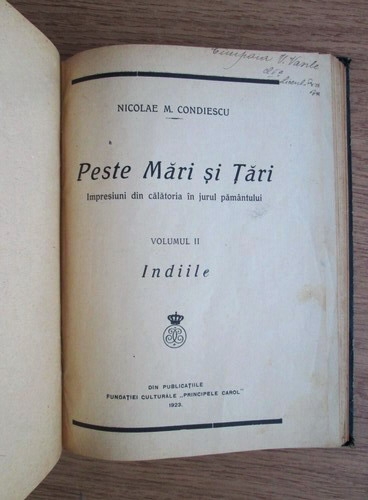 V. Vasile
NICOLAE M. CONDIESCU
Peste Mări și Țări
Impresiuni din călătoria în jurul pământului
VOLUMUL II
Indiile
DIN PUBLICAȚIILE
FUNDAȚIEI CULTURALE „PRINCIPELE CAROL"
1923.